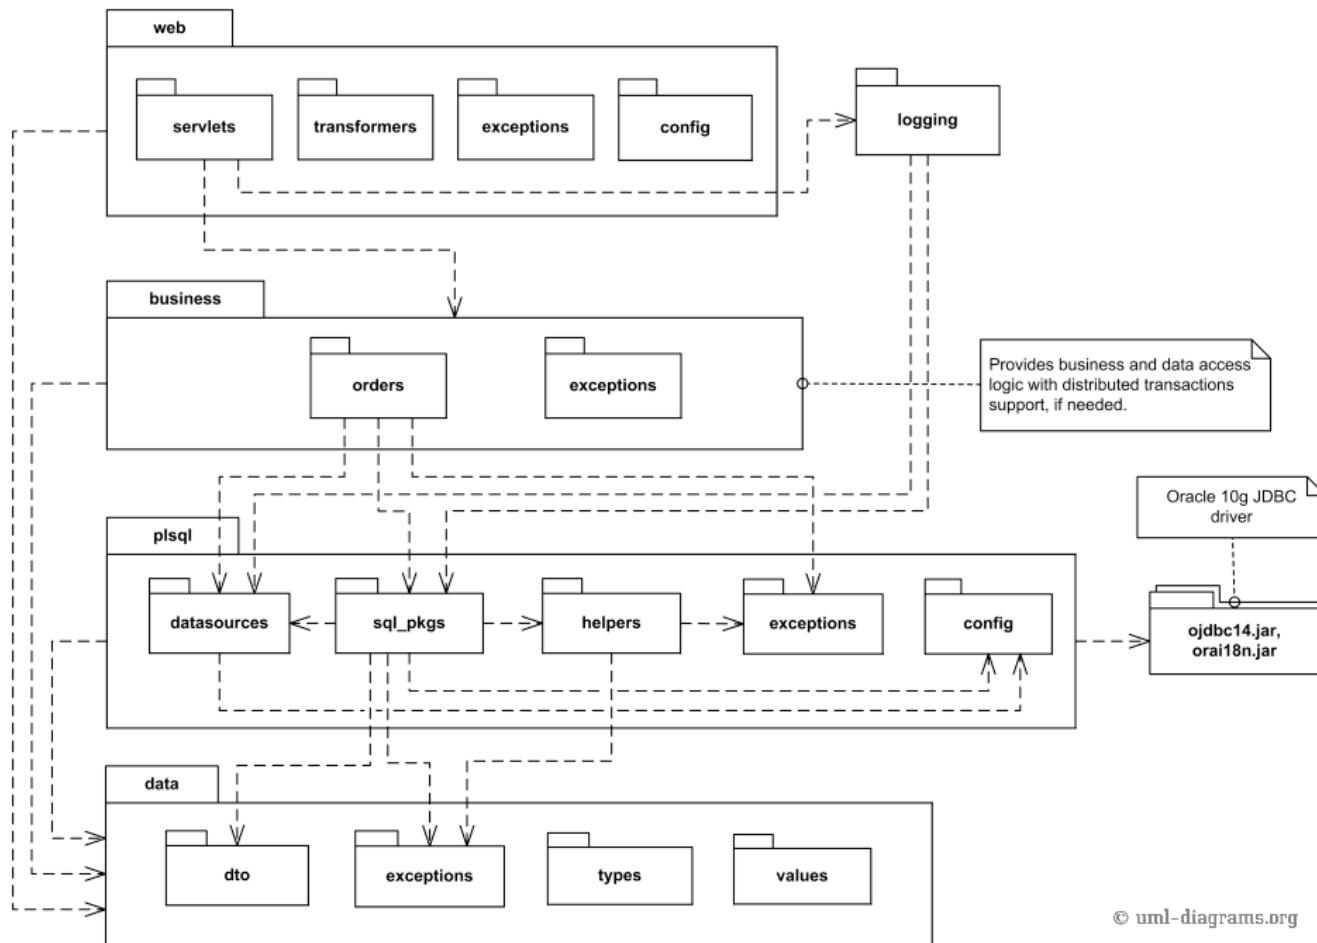 web
servlets
transformers
exceptions
config
logging
business
orders
exceptions
Provides business and data access
logic with distributed transactions
support, if needed.
Oracle 10g JDBC
driver
plsql
datasources
sql_pkgs
helpers
exceptions
config
ojdbc14.jar,
orai18n.jar
data
dto
exceptions
types
values
© uml-diagrams.org